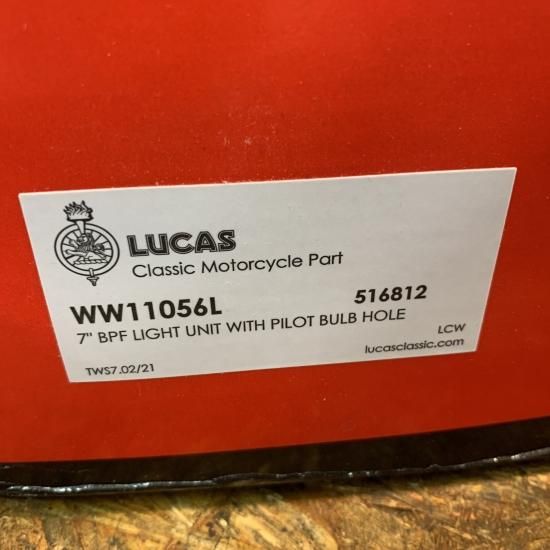 LUCAS
Classic Motorcycle Part
WW11056L 516812
7" BPF LIGHT UNIT WITH PILOT BULB HOLE
LCW
TWS7.02/21 lucasclassic.com